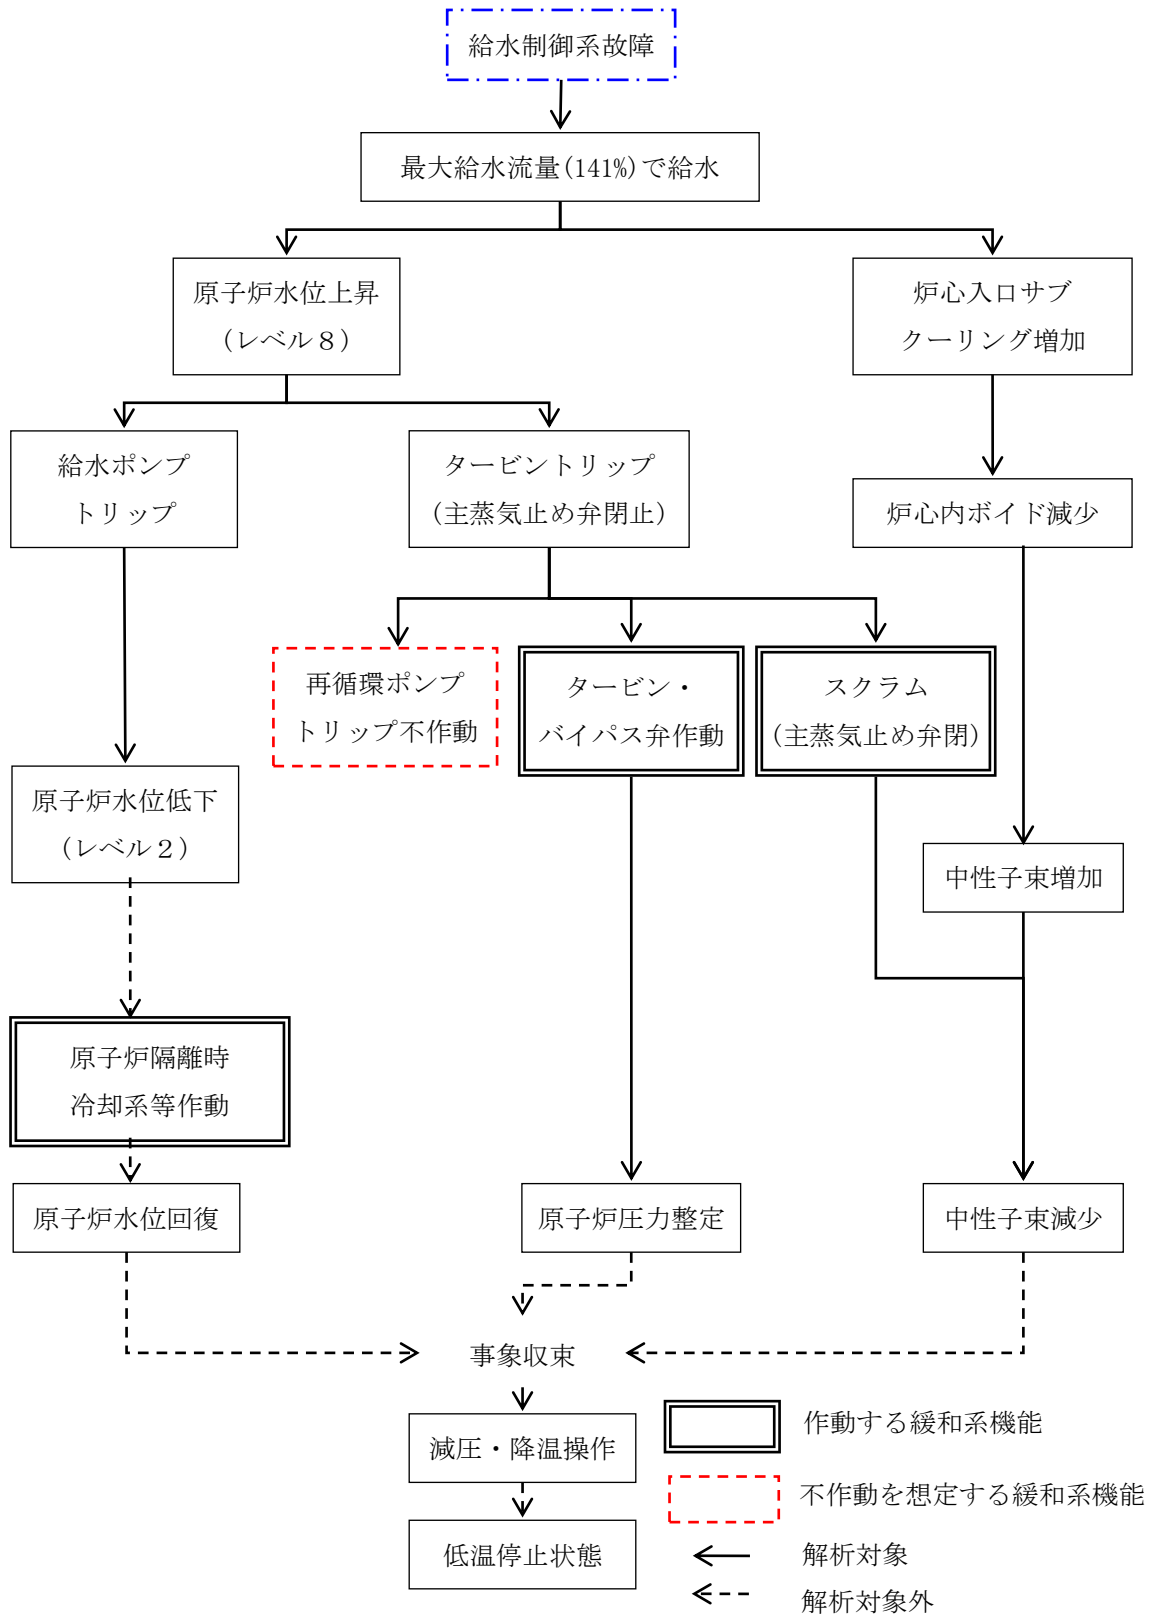 給水制御系故障
最大給水流量(141%)で給水
原子炉水位上昇
(レベル８)
炉心入口サブ
クーリング増加
給水ポンプ
トリップ
タービントリップ
(主蒸気止め弁閉止)
炉心内ボイド減少
再循環ポンプ
トリップ不作動
タービン・
バイパス弁作動
スクラム
(主蒸気止め弁閉)
原子炉水位低下
(レベル２)
中性子束増加
原子炉隔離時
冷却系等作動
原子炉水位回復
原子炉圧力整定
中性子束減少
事象収束
減圧・降温操作
低温停止状態
作動する緩和系機能
不作動を想定する緩和系機能
解析対象
解析対象外